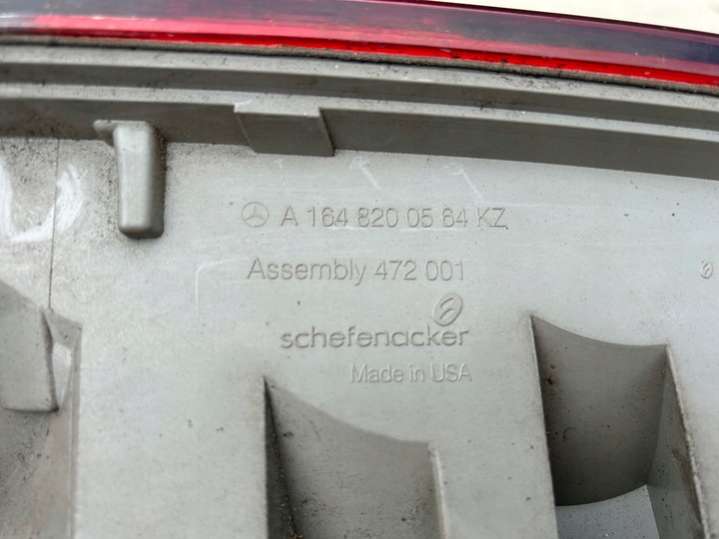 A 164 820 05 64 KZ
Assembly 472 001
schefenacker
Made in USA